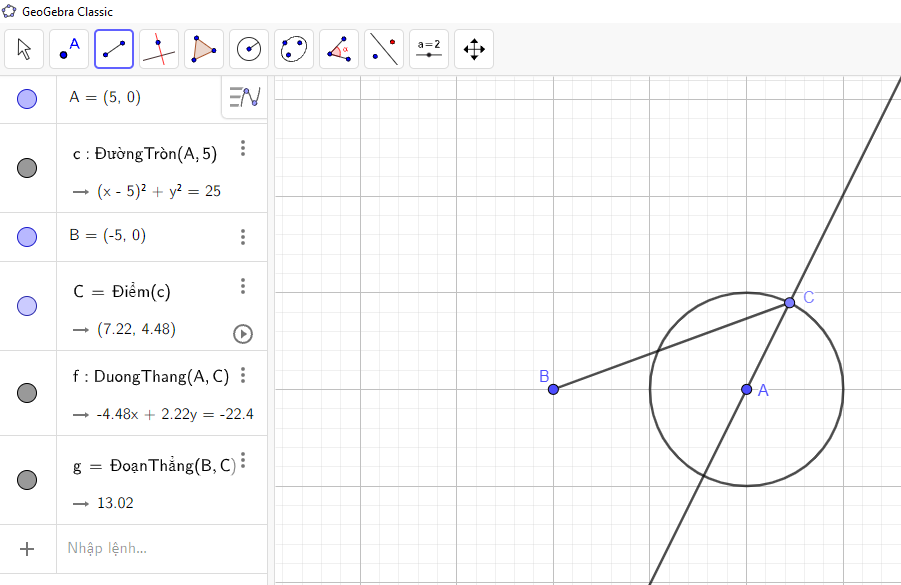 GeoGebra Classic
A
α
a=2
A = (5, 0)
c : ĐườngTròn(A, 5)
→ (x - 5)² + y² = 25
B = (-5, 0)
C = Điểm(c)
→ (7.22, 4.48)
f : DuongThang(A, C)
→ -4.48x + 2.22y = -22.4
g = ĐoạnThẳng(B, C)
→ 13.02
Nhập lệnh...
C
B
A